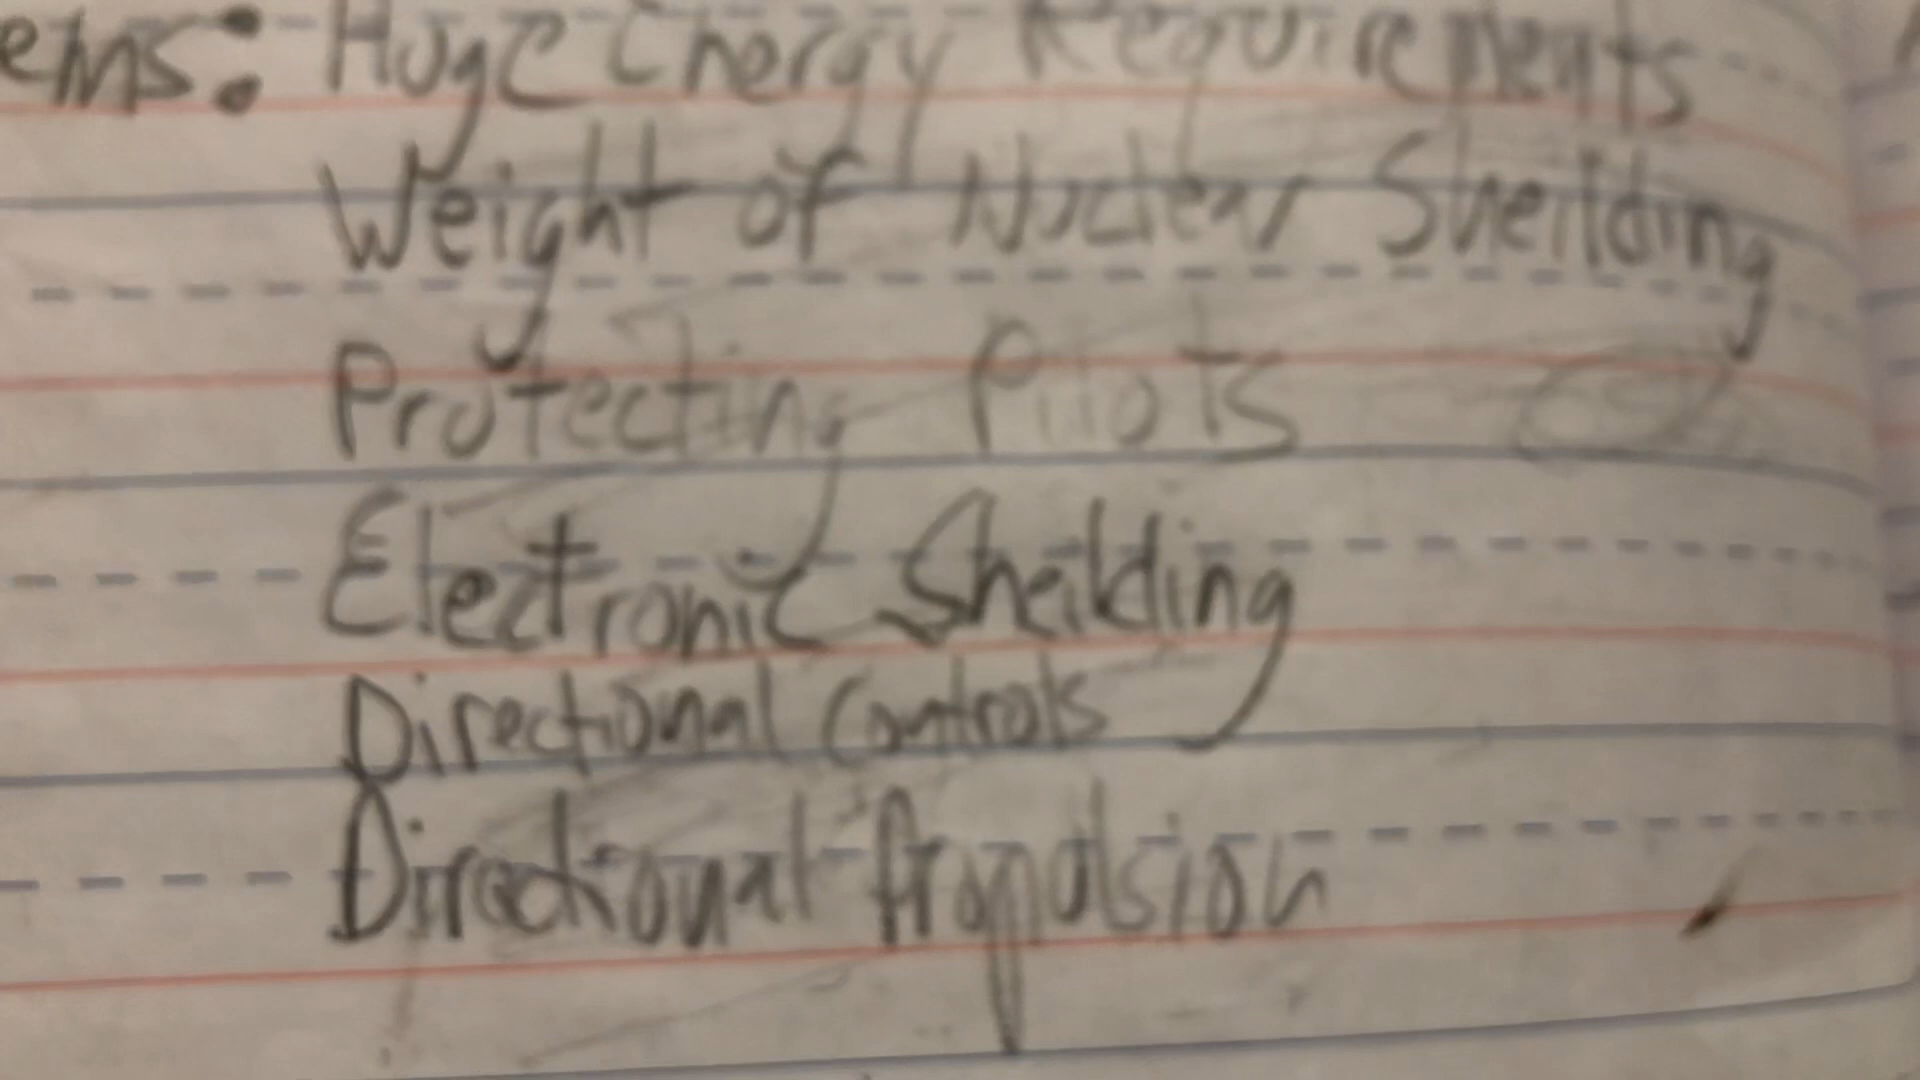 ems: Huge Energy Requirements
Weight of Nuclear Sheilding
Protecting Pilots
Electronic Sheilding
Directional Controls
Directional Propulsion